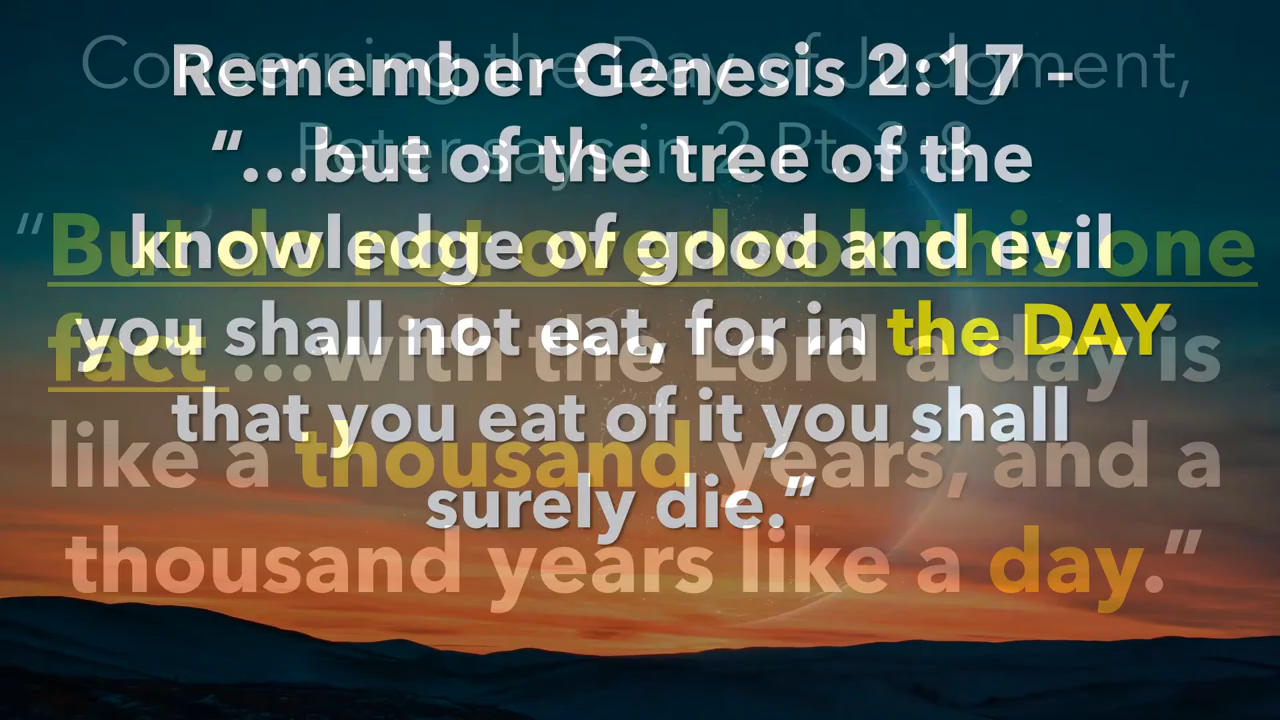 Remember Genesis 2:17 –
“...but of the tree of the
knowledge of good and evil
you shall not eat, for in the DAY
that you eat of it you shall
surely die.”
Concerning the Day of Judgment,
Peter says in 2 Pt. 3:8
“But do not overlook this one
fact ...with the Lord a day is
like a thousand years, and a
thousand years like a day.”